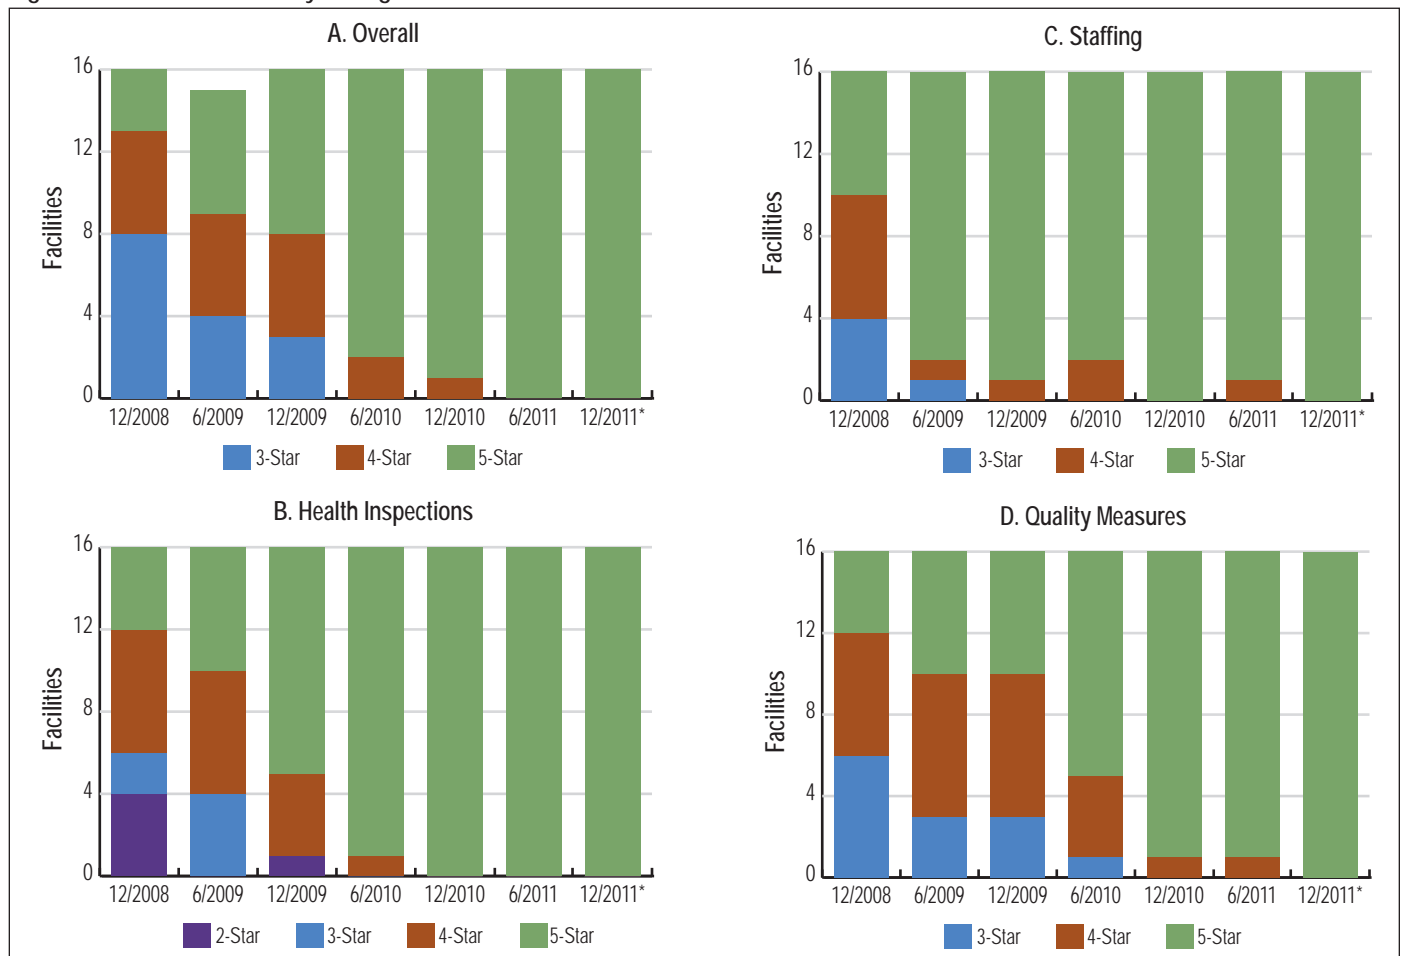 A. Overall
16
12
8
4
0
Facilities
12/2008 6/2009 12/2009 6/2010 12/2010 6/2011 12/2011*
3-Star 4-Star 5-Star
C. Staffing
16
12
8
4
0
Facilities
12/2008 6/2009 12/2009 6/2010 12/2010 6/2011 12/2011*
3-Star 4-Star 5-Star
B. Health Inspections
16
12
8
4
0
Facilities
12/2008 6/2009 12/2009 6/2010 12/2010 6/2011 12/2011*
2-Star 3-Star 4-Star 5-Star
D. Quality Measures
16
12
8
4
0
Facilities
12/2008 6/2009 12/2009 6/2010 12/2010 6/2011 12/2011*
3-Star 4-Star 5-Star